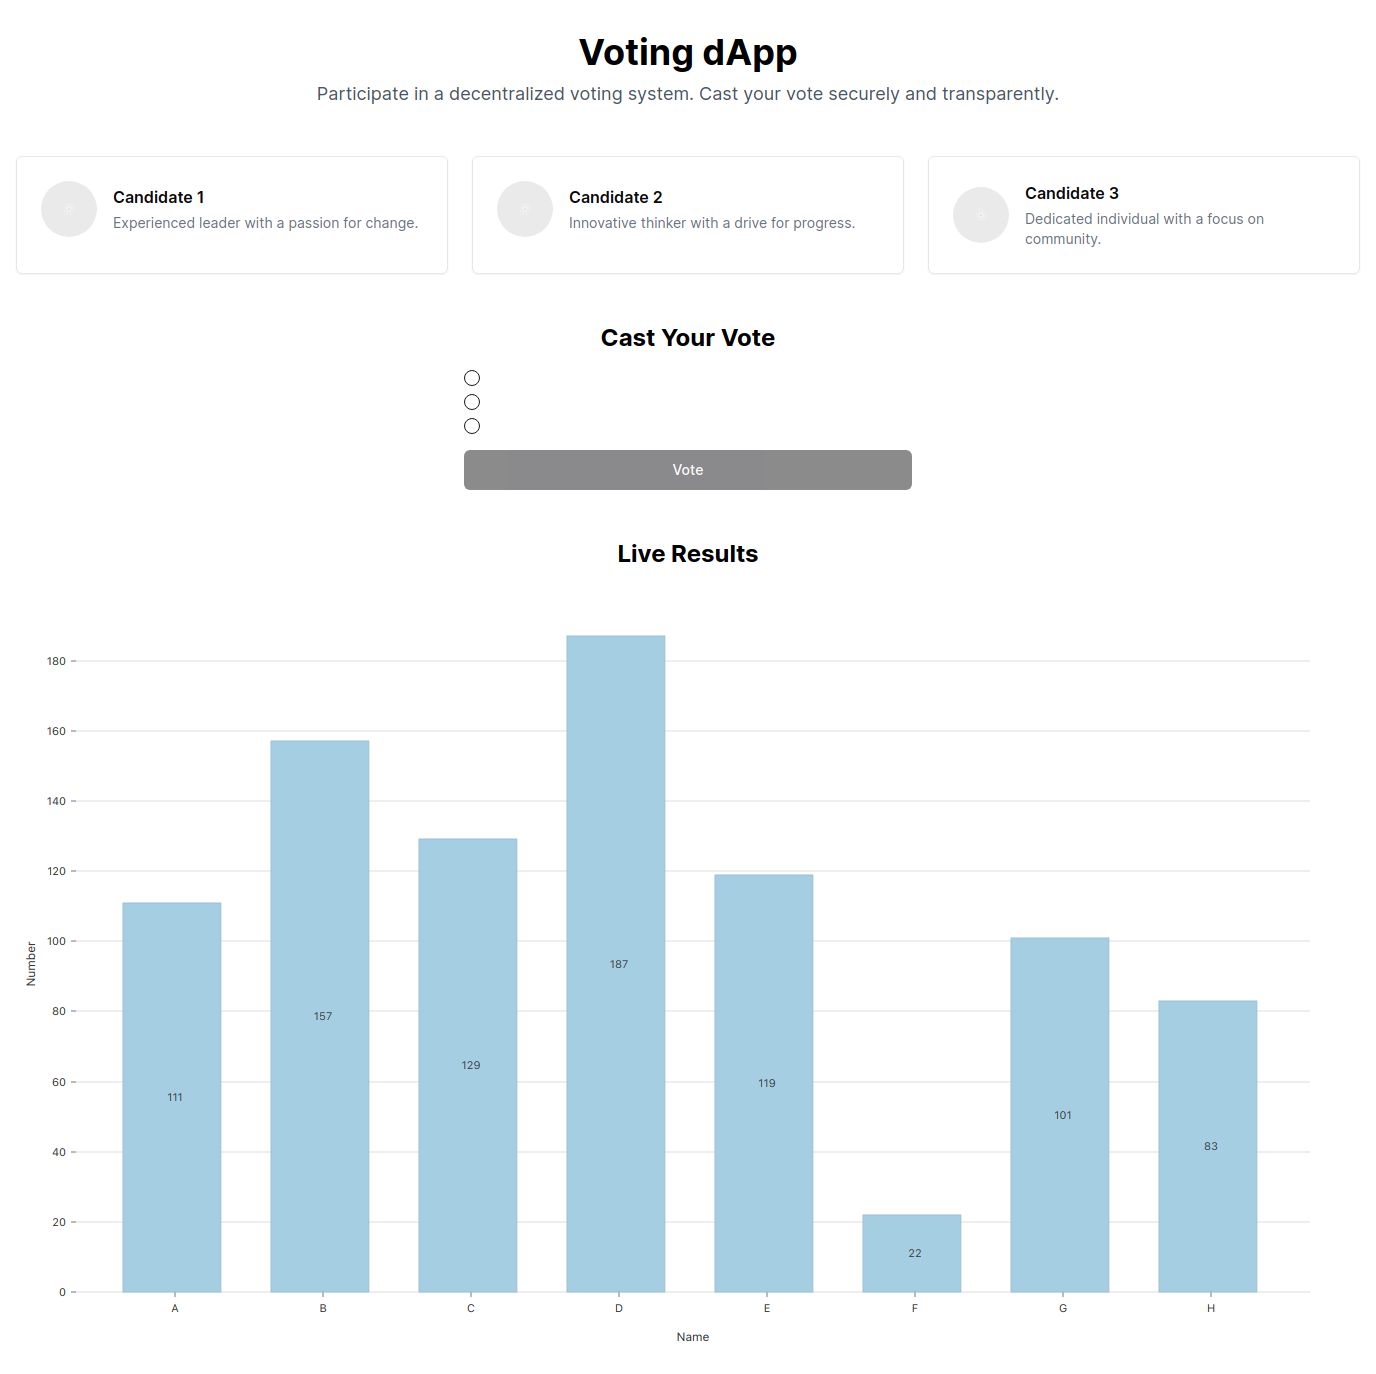 Voting dApp
Participate in a decentralized voting system. Cast your vote securely and transparently.
Candidate 1
Experienced leader with a passion for change.
Candidate 2
Innovative thinker with a drive for progress.
Candidate 3
Dedicated individual with a focus on
community.
Cast Your Vote
Vote
Live Results
180
160
140
120
100
80
60
40
20
0
Number
111
157
129
187
119
22
101
83
A B C D E F G H
Name